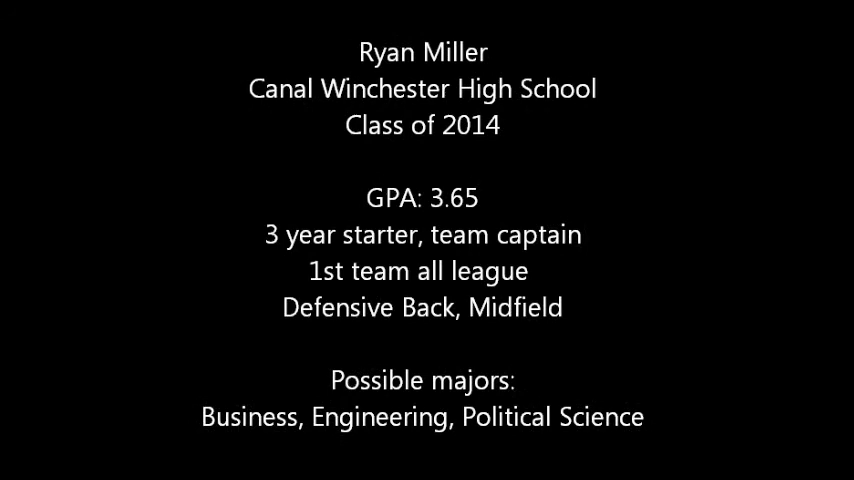 Ryan Miller
Canal Winchester High School
Class of 2014
GPA: 3.65
3 year starter, team captain
1st team all league
Defensive Back, Midfield
Possible majors:
Business, Engineering, Political Science